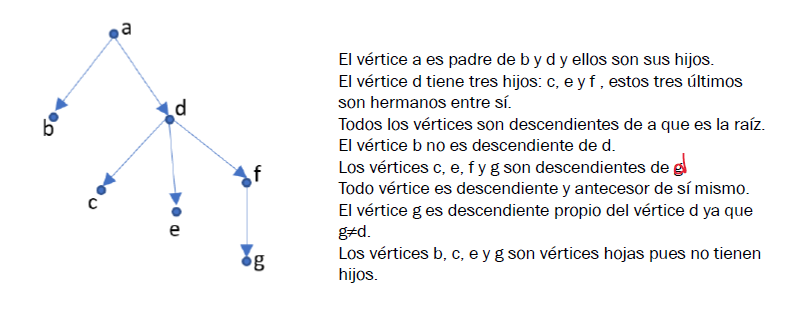 a
b
d
c
e
f
g
El vértice a es padre de b y d y ellos son sus hijos.
El vértice d tiene tres hijos: c, e y f , estos tres últimos
son hermanos entre sí.
Todos los vértices son descendientes de a que es la raíz.
El vértice b no es descendiente de d.
Los vértices c, e, f y g son descendientes de d
Todo vértice es descendiente y antecesor de sí mismo.
El vértice g es descendiente propio del vértice d ya que
g≠d.
Los vértices b, c, e y g son vértices hojas pues no tienen
hijos.